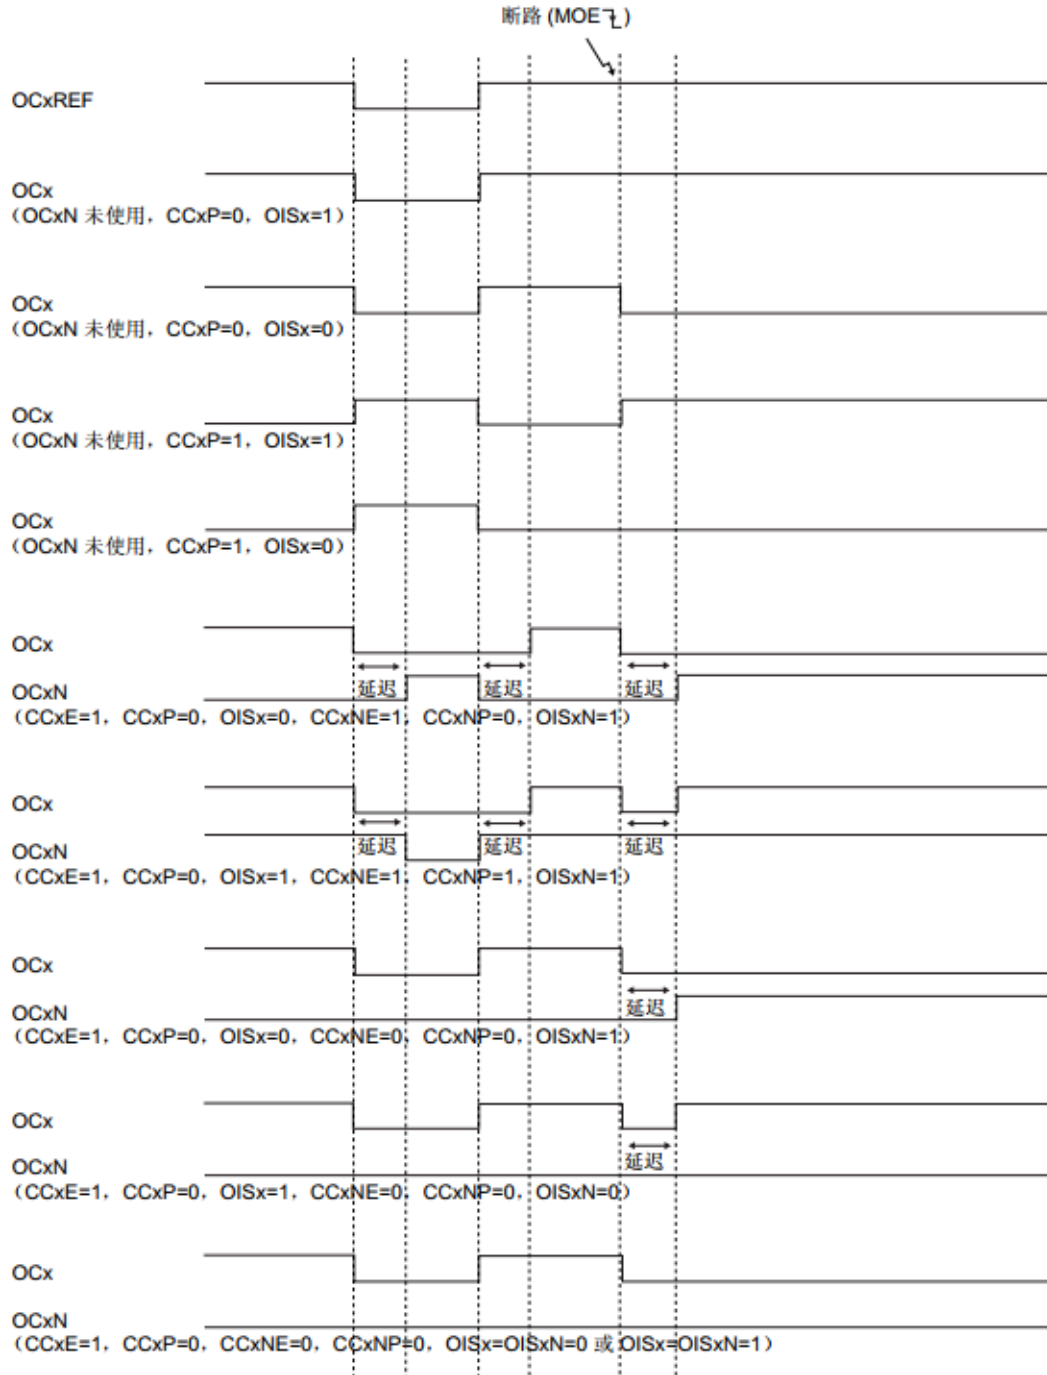 断路 (MOE)
OCxREF
OCx
（OCxN 未使用，CCxP=0，OISx=1）
OCx
（OCxN 未使用，CCxP=0，OISx=0）
OCx
（OCxN 未使用，CCxP=1，OISx=1）
OCx
（OCxN 未使用，CCxP=1，OISx=0）
OCx
延迟 延迟 延迟
OCxN
（CCxE=1，CCxP=0，OISx=0，CCxNE=1，CCxNP=0，OISxN=1）
OCx
延迟 延迟 延迟
OCxN
（CCxE=1，CCxP=0，OISx=1，CCxNE=1，CCxNP=1，OISxN=1）
OCx
延迟
OCxN
（CCxE=1，CCxP=0，OISx=0，CCxNE=0，CCxNP=0，OISxN=1）
OCx
延迟
OCxN
（CCxE=1，CCxP=0，OISx=1，CCxNE=0，CCxNP=0，OISxN=0）
OCx
OCxN
（CCxE=1，CCxP=0，CCxNE=0，CCxNP=0，OISx=OISxN=0 或 OISx=OISxN=1）